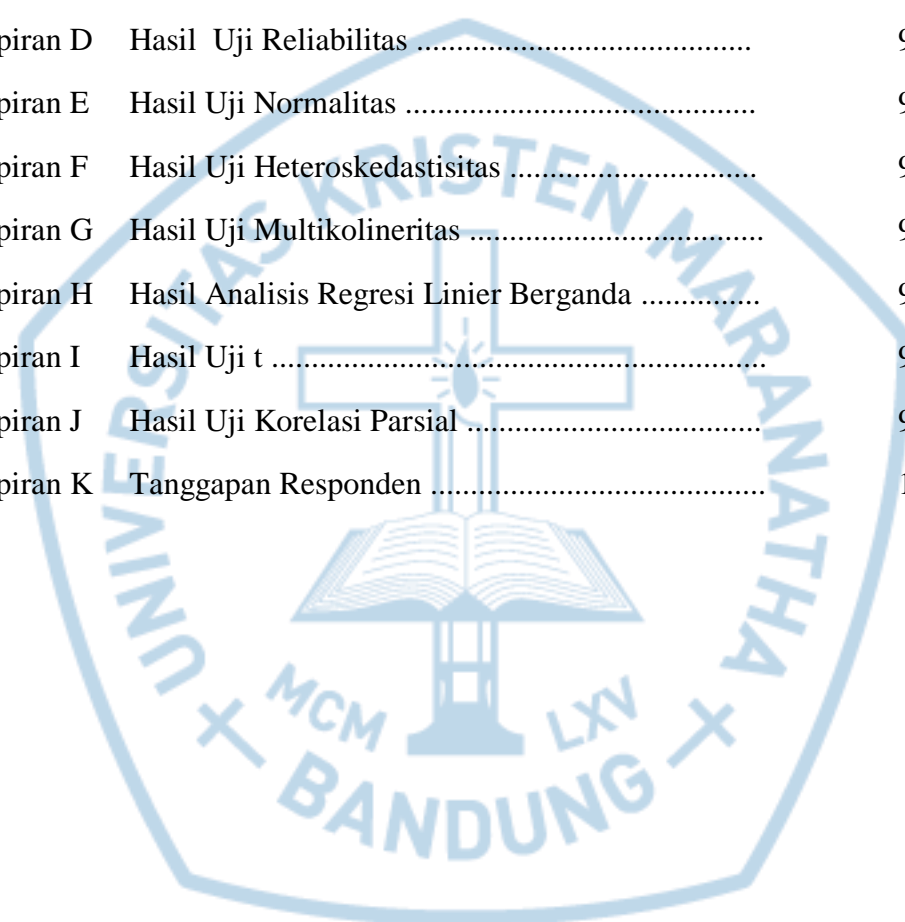 piran D Hasil Uji Reliabilitas ..........................................
piran E Hasil Uji Normalitas ............................................
piran F Hasil Uji Heteroskedastisitas ...............................
piran G Hasil Uji Multikolineritas .....................................
piran H Hasil Analisis Regresi Linier Berganda ...............
piran I Hasil Uji t ..............................................................
piran J Hasil Uji Korelasi Parsial .....................................
piran K Tanggapan Responden ..........................................
UNIVERSITAS KRISTEN MARANATHA
MCM LXV
BANDUNG